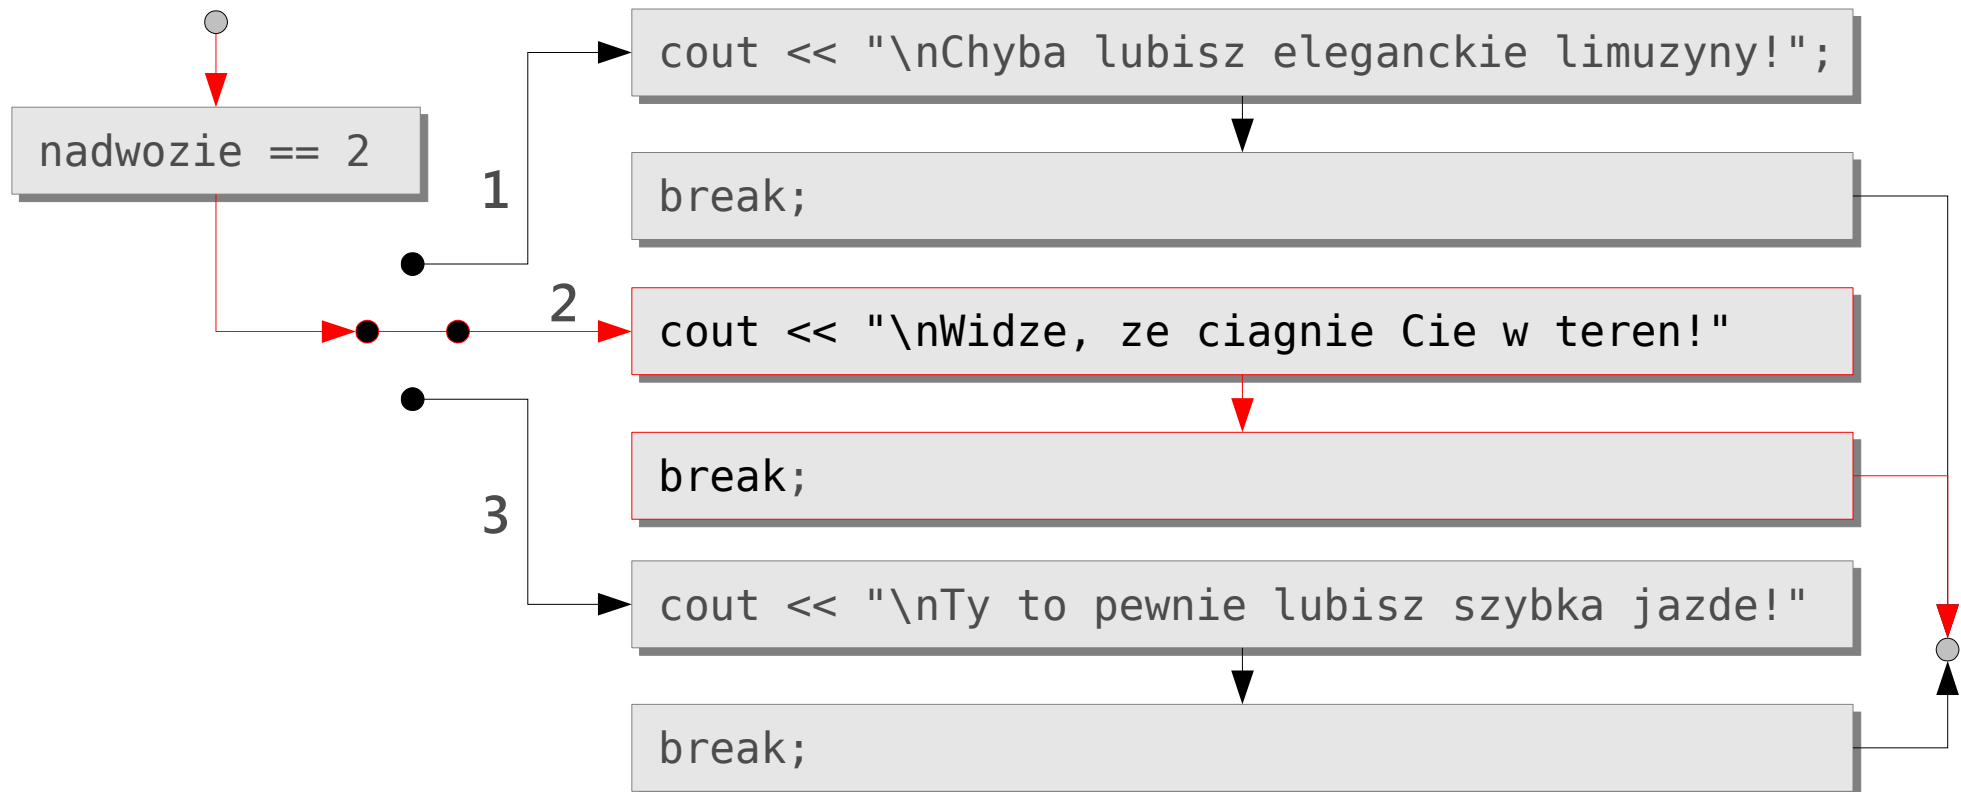 cout << "\nChyba lubisz eleganckie limuzyny!";
nadwozie == 2
1
break;
2
cout << "\nWidze, ze ciagnie Cie w teren!"
break;
3
cout << "\nTy to pewnie lubisz szybka jazde!"
break;